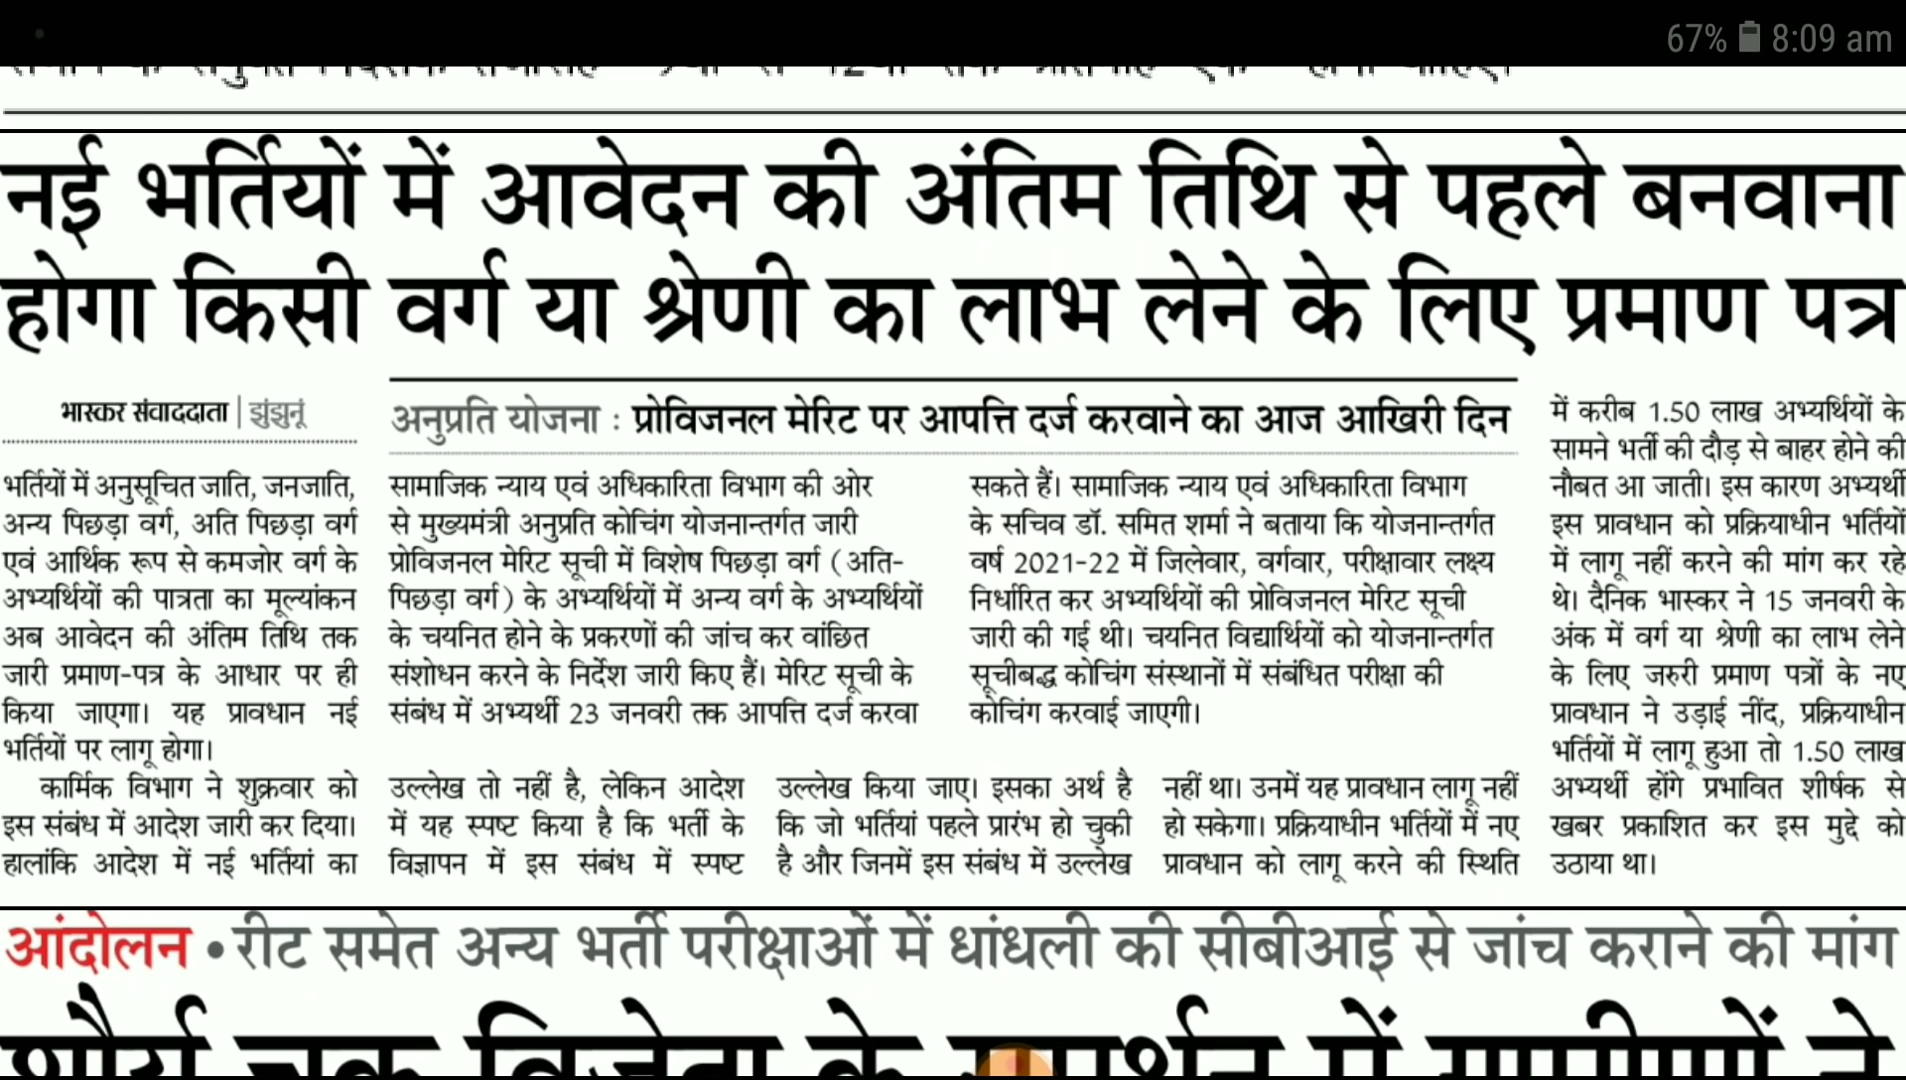 67% 8:09 am
नई भर्तियों में आवेदन की अंतिम तिथि से पहले बनवाना
होगा किसी वर्ग या श्रेणी का लाभ लेने के लिए प्रमाण पत्र
भास्कर संवाददाता | झुंझुनूं
भर्तियों में अनुसूचित जाति, जनजाति,
अन्य पिछड़ा वर्ग, अति पिछड़ा वर्ग
एवं आर्थिक रूप से कमजोर वर्ग के
अभ्यर्थियों की पात्रता का मूल्यांकन
अब आवेदन की अंतिम तिथि तक
जारी प्रमाण-पत्र के आधार पर ही
किया जाएगा। यह प्रावधान नई
भर्तियों पर लागू होगा।
कार्मिक विभाग ने शुक्रवार को
इस संबंध में आदेश जारी कर दिया।
हालांकि आदेश में नई भर्तियां का
उल्लेख तो नहीं है, लेकिन आदेश
में यह स्पष्ट किया है कि भर्ती के
विज्ञापन में इस संबंध में स्पष्ट
उल्लेख किया जाए। इसका अर्थ है
कि जो भर्तियां पहले प्रारंभ हो चुकी
है और जिनमें इस संबंध में उल्लेख
नहीं था। उनमें यह प्रावधान लागू नहीं
हो सकेगा। प्रक्रियाधीन भर्तियों में नए
प्रावधान को लागू करने की स्थिति
में करीब 1.50 लाख अभ्यर्थियों के
सामने भर्ती की दौड़ से बाहर होने की
नौबत आ जाती। इस कारण अभ्यर्थी
इस प्रावधान को प्रक्रियाधीन भर्तियों
में लागू नहीं करने की मांग कर रहे
थे। दैनिक भास्कर ने 15 जनवरी के
अंक में वर्ग या श्रेणी का लाभ लेने
के लिए जरुरी प्रमाण पत्रों के नए
प्रावधान ने उड़ाई नींद, प्रक्रियाधीन
भर्तियों में लागू हुआ तो 1.50 लाख
अभ्यर्थी होंगे प्रभावित शीर्षक से
खबर प्रकाशित कर इस मुद्दे को
उठाया था।
अनुप्रति योजना : प्रोविजनल मेरिट पर आपत्ति दर्ज करवाने का आज आखिरी दिन
सामाजिक न्याय एवं अधिकारिता विभाग की ओर
से मुख्यमंत्री अनुप्रति कोचिंग योजनान्तर्गत जारी
प्रोविजनल मेरिट सूची में विशेष पिछड़ा वर्ग (अति-
पिछड़ा वर्ग) के अभ्यर्थियों में अन्य वर्ग के अभ्यर्थियों
के चयनित होने के प्रकरणों की जांच कर वांछित
संशोधन करने के निर्देश जारी किए हैं। मेरिट सूची के
संबंध में अभ्यर्थी 23 जनवरी तक आपत्ति दर्ज करवा
सकते हैं। सामाजिक न्याय एवं अधिकारिता विभाग
के सचिव डॉ. समित शर्मा ने बताया कि योजनान्तर्गत
वर्ष 2021-22 में जिलेवार, वर्गवार, परीक्षावार लक्ष्य
निर्धारित कर अभ्यर्थियों की प्रोविजनल मेरिट सूची
जारी की गई थी। चयनित विद्यार्थियों को योजनान्तर्गत
सूचीबद्ध कोचिंग संस्थानों में संबंधित परीक्षा की
कोचिंग करवाई जाएगी।
आंदोलन • रीट समेत अन्य भर्ती परीक्षाओं में धांधली की सीबीआई से जांच कराने की मांग
शौर्य चक्र विजेता के समर्थन में ग्रामीणों ने